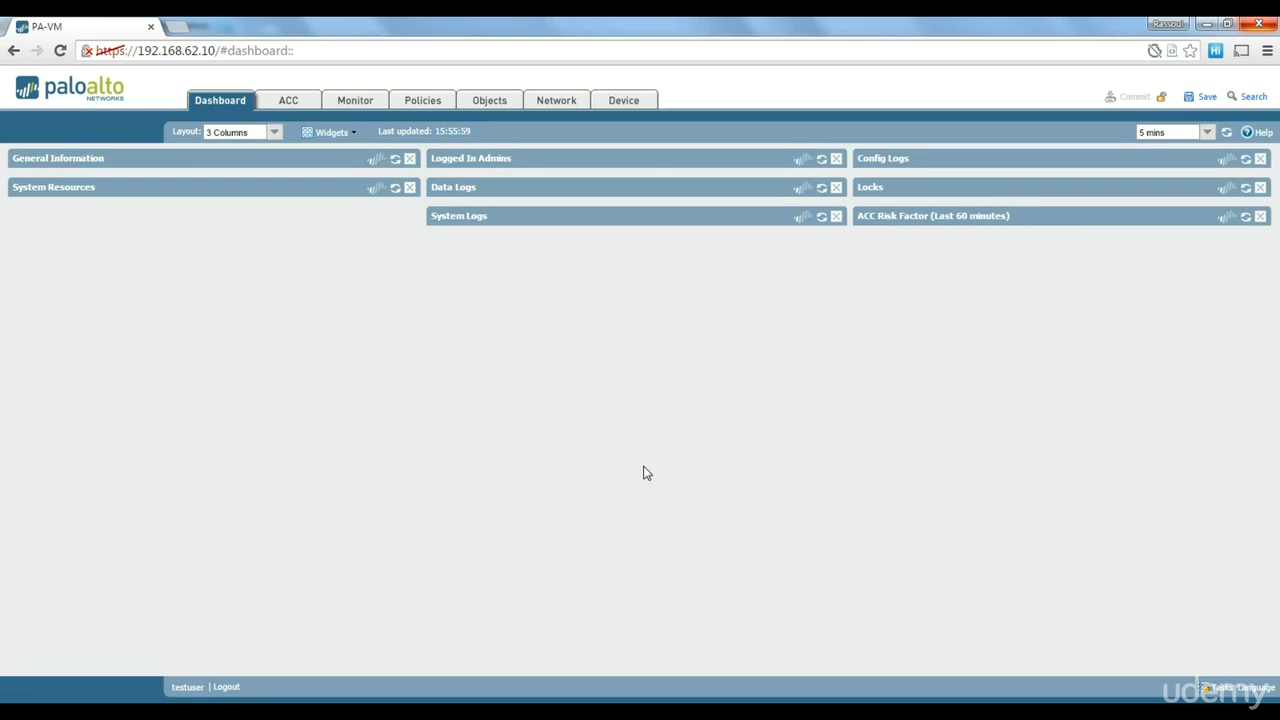 PA-VM
Rassoul
https://192.168.62.10/#dashboard::
paloalto
NETWORKS
Dashboard
ACC
Monitor
Policies
Objects
Network
Device
Commit
Save
Search
Layout:
3 Columns
Widgets
Last updated: 15:55:59
5 mins
Help
General Information
Logged In Admins
Config Logs
System Resources
Data Logs
Locks
System Logs
ACC Risk Factor (Last 60 minutes)
testuser | Logout
Tasks
Language
udemy